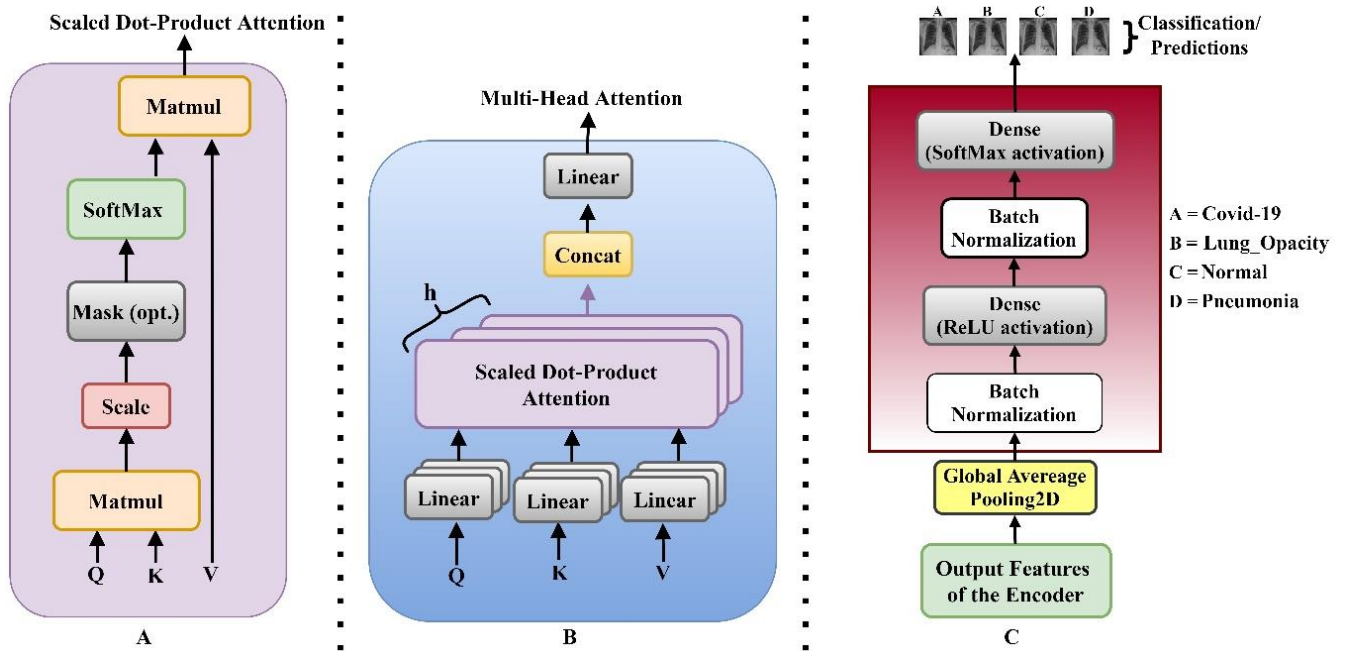 Scaled Dot-Product Attention
Matmul
SoftMax
Mask (opt.)
Scale
Matmul
Q K V
A
Multi-Head Attention
Linear
Concat
h
Scaled Dot-Product
Attention
Linear Linear Linear
Q K V
B
A B C D
Classification/
Predictions
Dense
(SoftMax activation)
Batch
Normalization
Dense
(ReLU activation)
Batch
Normalization
Global Avereage
Pooling2D
Output Features
of the Encoder
A = Covid-19
B = Lung_Opacity
C = Normal
D = Pneumonia
C